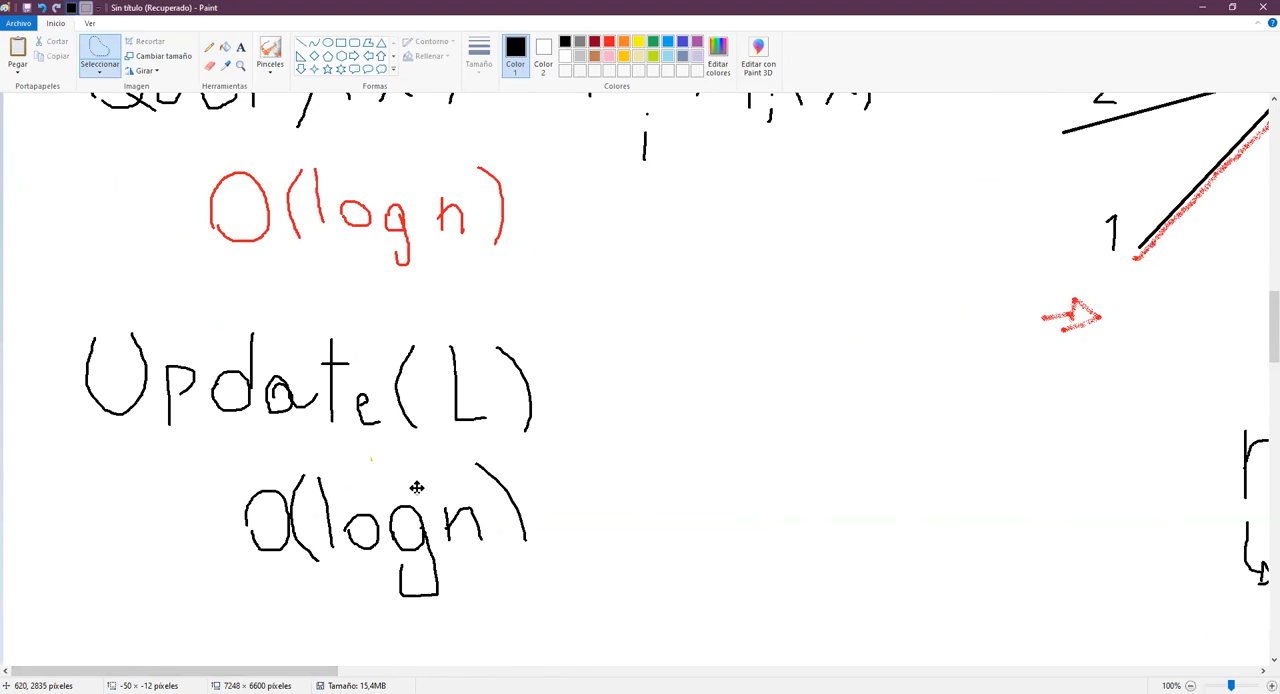 Sin título (Recuperado) - Paint
Archivo Inicio Ver
Pegar
Cortar
Copiar
Portapapeles
Seleccionar
Recortar
Cambiar tamaño
Girar
Imagen
A
Herramientas
Pinceles
Contorno
Rellenar
Formas
Tamaño
Color 1
Color 2
Editar colores
Editar con Paint 3D
Colores
i
2
O(log n)
1
Update(L)
O(logn)
620, 2835 píxeles
-50 × -12 píxeles
7248 × 6600 píxeles
Tamaño: 15,4MB
100%